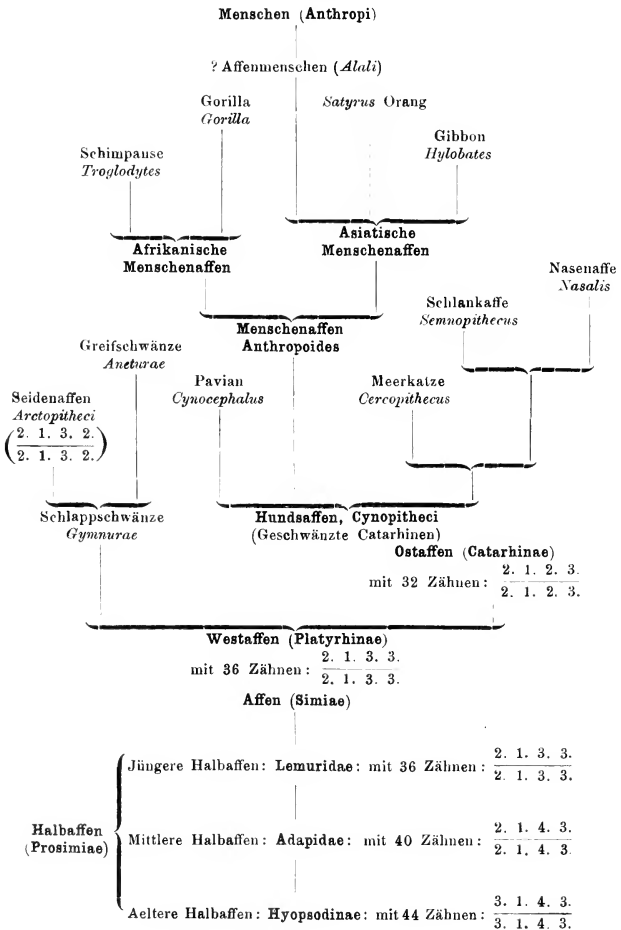 Menschen (Anthropi)
? Affenmenschen (Alali)
Gorilla
Gorilla
Satyrus Orang
Gibbon
Hylobates
Schimpause
Troglodytes
Afrikanische
Menschenaffen
Asiatische
Menschenaffen
Nasenaffe
Nasalis
Schlankaffe
Semnopithecus
Menschenaffen
Anthropoides
Greifschwänze
Aneturae
Pavian
Cynocephalus
Meerkatze
Cercopithecus
Seidenaffen
Arctopitheci
2. 1. 3. 2.
2. 1. 3. 2.
Schlappschwänze
Gymnurae
Hundsaffen, Cynopitheci
(Geschwänzte Catarhinen)
Ostaffen (Catarhinae)
mit 32 Zähnen: 2. 1. 2. 3.
2. 1. 2. 3.
Westaffen (Platyrhinae)
mit 36 Zähnen: 2. 1. 3. 3.
2. 1. 3. 3.
Affen (Simiae)
Jüngere Halbaffen: Lemuridae: mit 36 Zähnen: 2. 1. 3. 3.
2. 1. 3. 3.
Halbaffen
(Prosimiae)
Mittlere Halbaffen: Adapidae: mit 40 Zähnen: 2. 1. 4. 3.
2. 1. 4. 3
Aeltere Halbaffen: Hyopsodinae: mit 44 Zähnen: 3. 1. 4. 3.
3. 1. 4. 3.